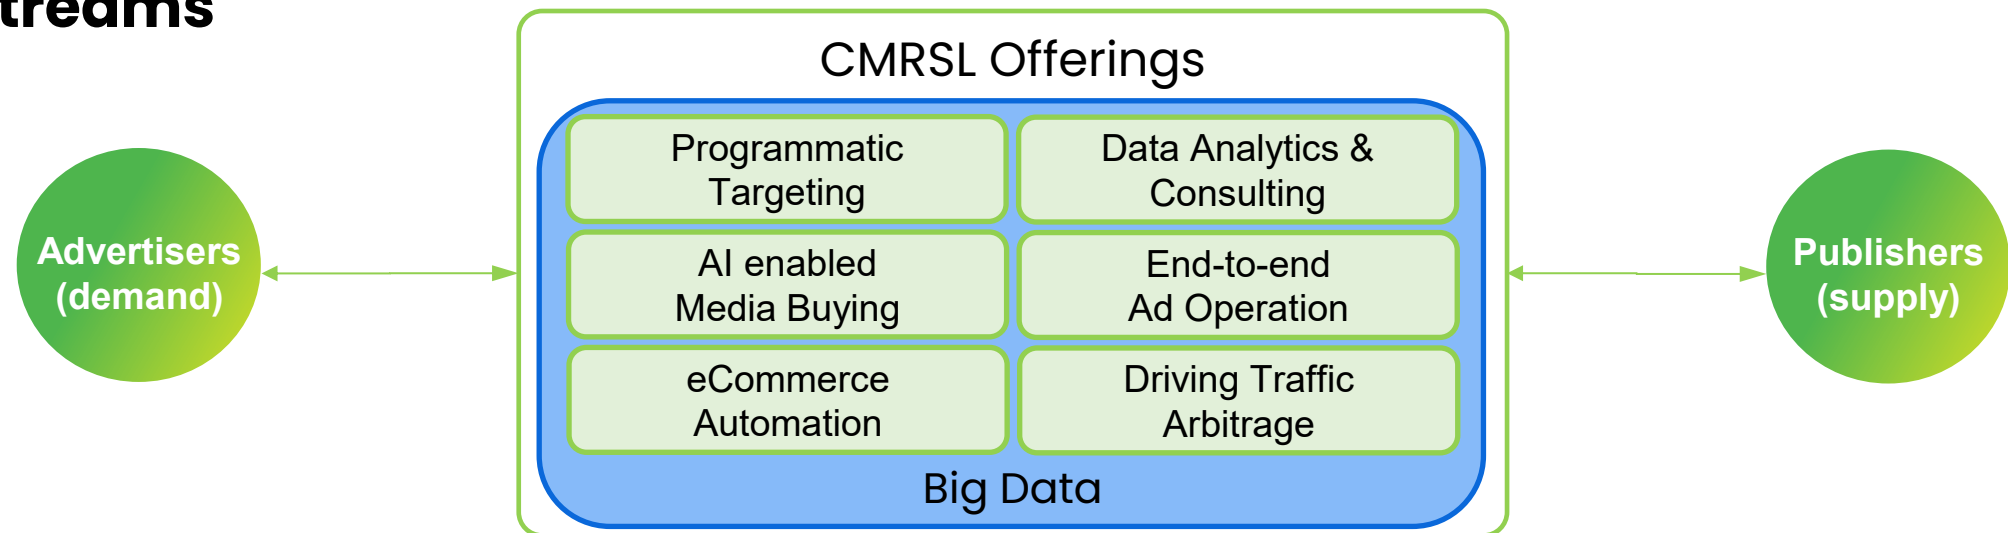 treams
CMRSL Offerings
Programmatic
Targeting
Data Analytics &
Consulting
AI enabled
Media Buying
End-to-end
Ad Operation
eCommerce
Automation
Driving Traffic
Arbitrage
Big Data
Advertisers
(demand)
Publishers
(supply)